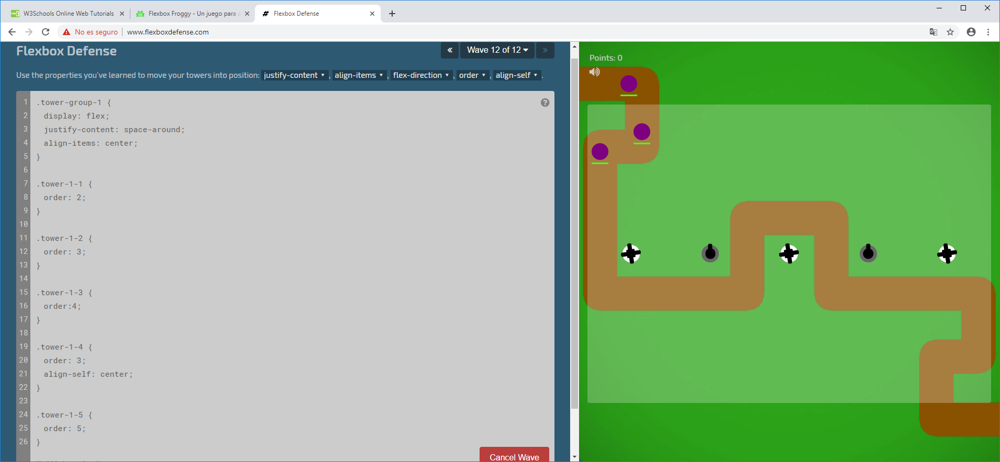 W3Schools Online Web Tutorials
Flexbox Froggy - Un juego para a
Flexbox Defense
No es seguro
www.flexboxdefense.com
Flexbox Defense
« Wave 12 of 12 ▾ »
Use the properties you've learned to move your towers into position: justify-content ▾ , align-items ▾ , flex-direction ▾ , order ▾ , align-self ▾ .
1 .tower-group-1 {
2 display: flex;
3 justify-content: space-around;
4 align-items: center;
5 }
6
7 .tower-1-1 {
8 order: 2;
9 }
10
11 .tower-1-2 {
12 order: 3;
13 }
14
15 .tower-1-3 {
16 order:4;
17 }
18
19 .tower-1-4 {
20 order: 3;
21 align-self: center;
22 }
23
24 .tower-1-5 {
25 order: 5;
26 }
Cancel Wave
Points: 0